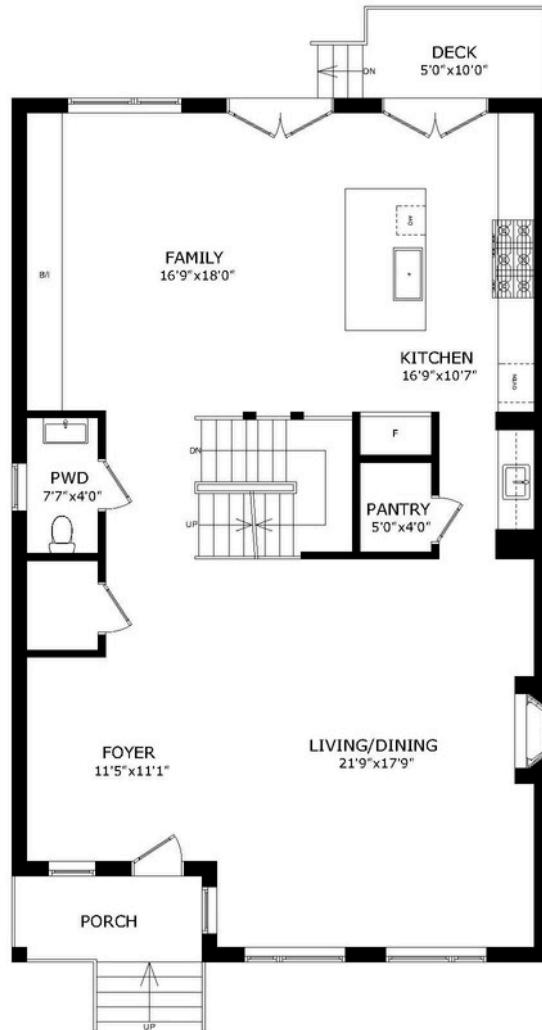 DECK
5'0"x10'0"
DN
FAMILY
16'9"x18'0"
DW
B/I
KITCHEN
16'9"x10'7"
OVEN
DN
F
PWD
7'7"x4'0"
UP
PANTRY
5'0"x4'0"
FOYER
11'5"x11'1"
LIVING/DINING
21'9"x17'9"
PORCH
UP